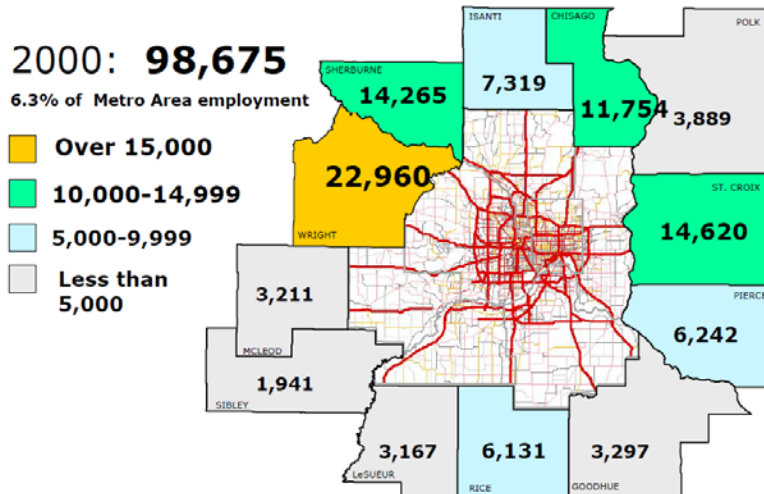 2000: 98,675
6.3% of Metro Area employment
Over 15,000
10,000-14,999
5,000-9,999
Less than
5,000
ISANTI
7,319
CHISAGO
11,754
POLK
3,889
SHERBURNE
14,265
22,960
WRIGHT
ST. CROIX
14,620
PIERCE
6,242
3,211
MCLEOD
1,941
SIBLEY
3,167
LeSUEUR
6,131
RICE
3,297
GOODHUE